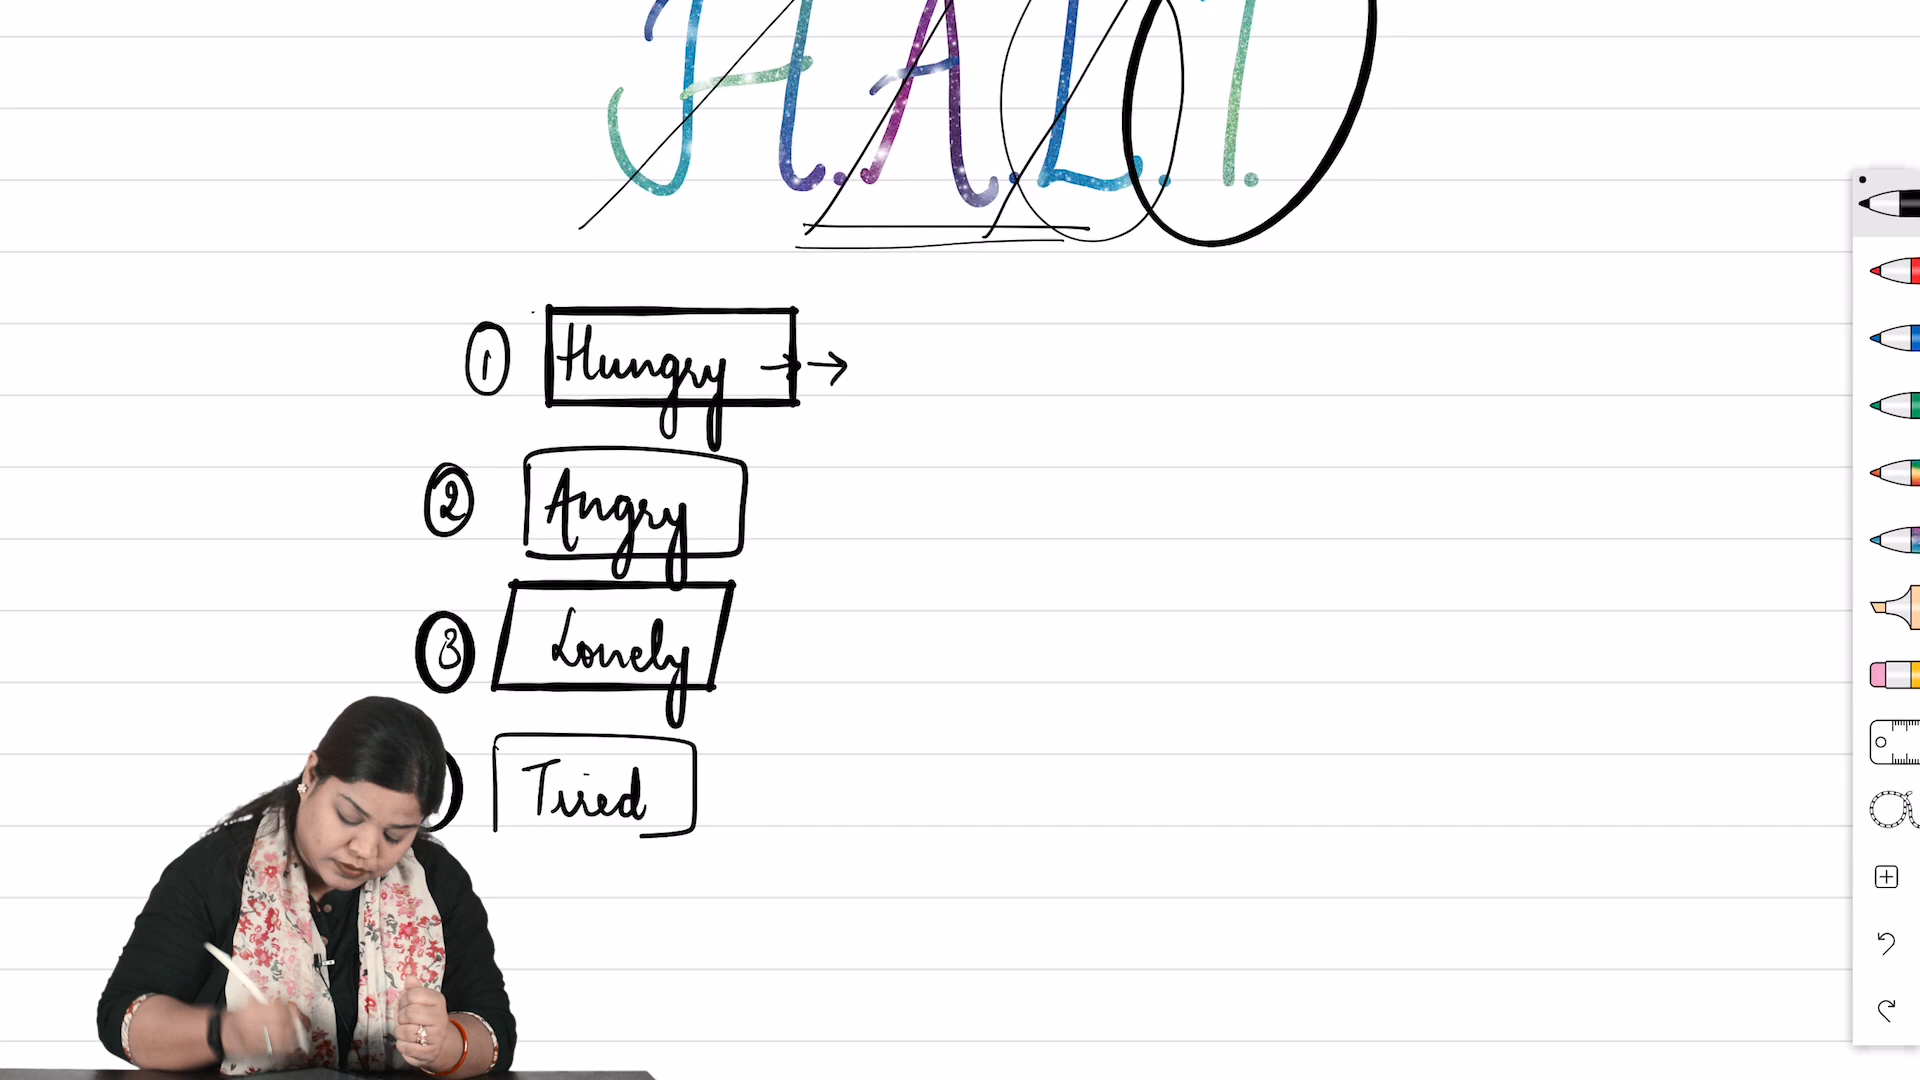 H.A.L.T.
1 Hungry →→
2 Angry
3 Lonely
Tired